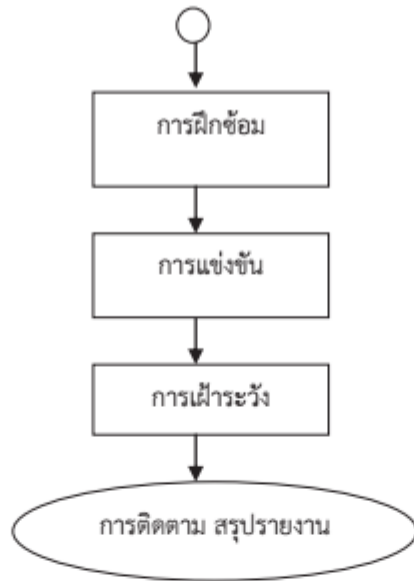 การฝึกซ้อม
การแข่งขัน
การเฝ้าระวัง
การติดตาม สรุปรายงาน